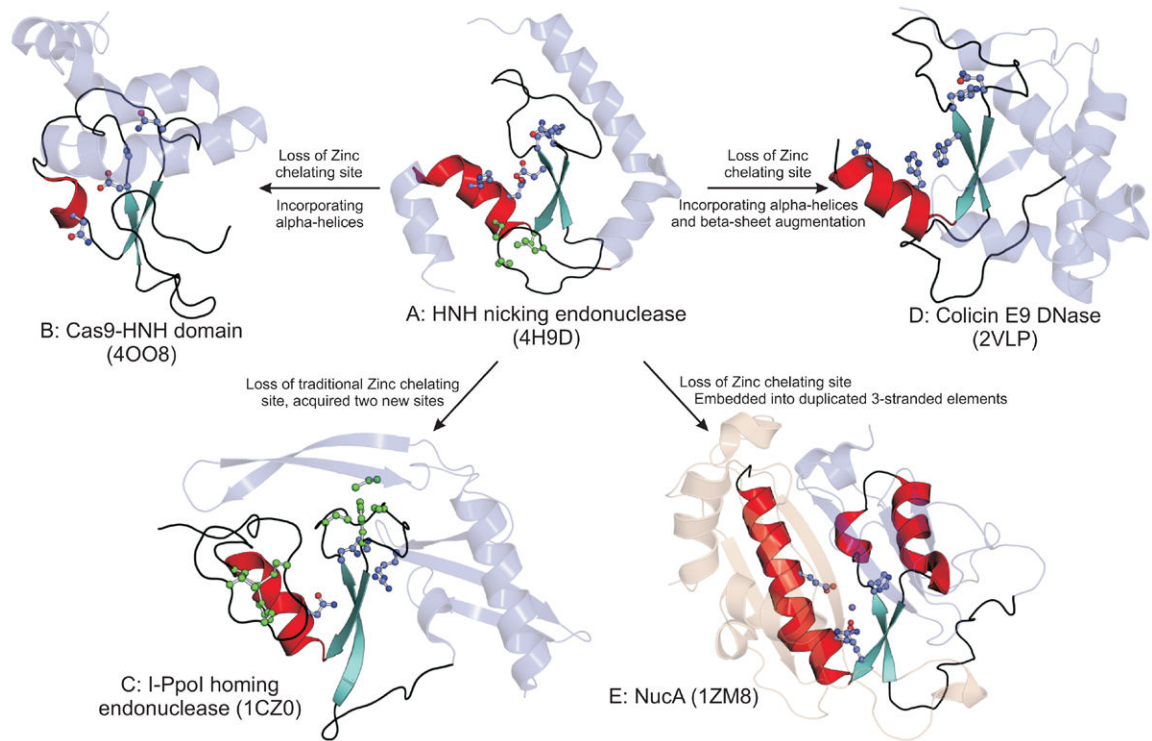 Loss of Zinc
chelating site
Incorporating
alpha-helices
Loss of Zinc
chelating site
Incorporating alpha-helices
and beta-sheet augmentation
B: Cas9-HNH domain
(4OO8)
A: HNH nicking endonuclease
(4H9D)
D: Colicin E9 DNase
(2VLP)
Loss of traditional Zinc chelating
site, acquired two new sites
Loss of Zinc chelating site
Embedded into duplicated 3-stranded elements
C: I-PpoI homing
endonuclease (1CZ0)
E: NucA (1ZM8)